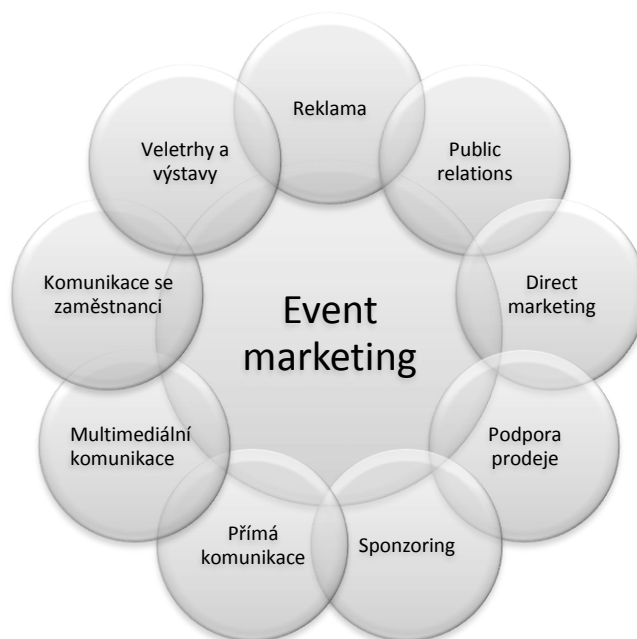 Reklama
Public
relations
Direct
marketing
Podpora
prodeje
Sponzoring
Přímá
komunikace
Multimediální
komunikace
Komunikace se
zaměstnanci
Veletrhy a
výstavy
Event
marketing